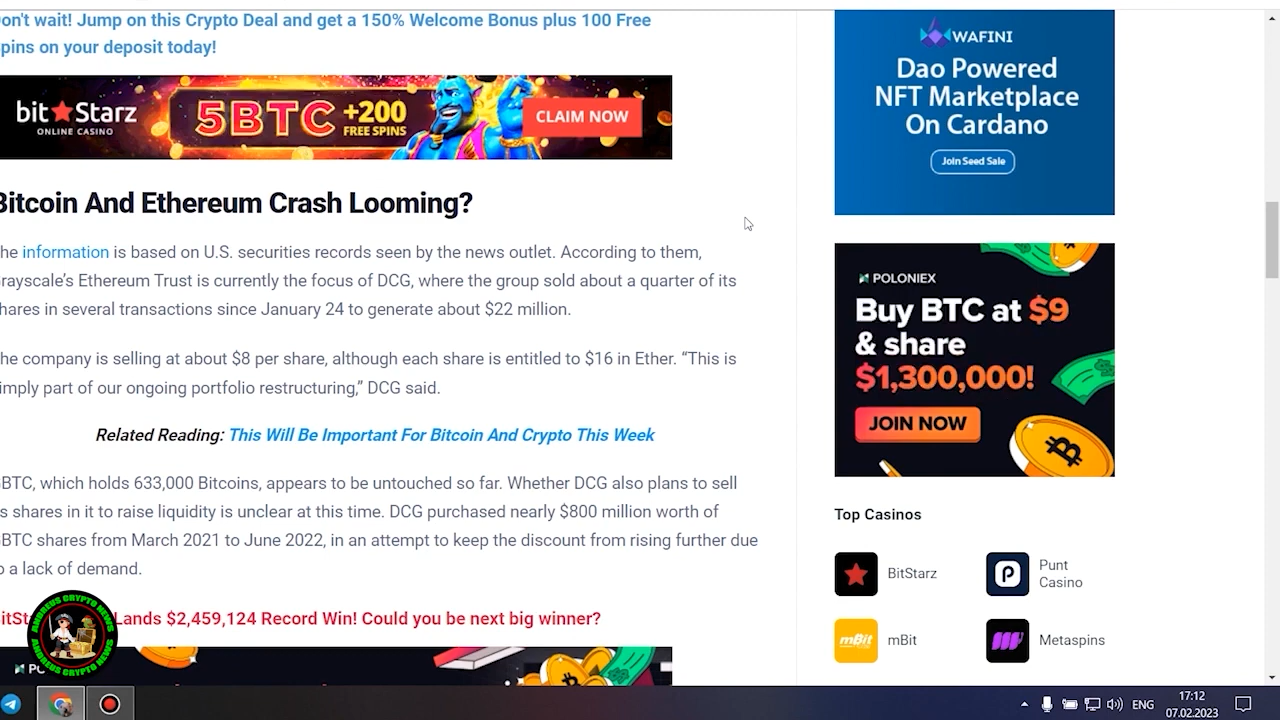 on't wait! Jump on this Crypto Deal and get a 150% Welcome Bonus plus 100 Free
pins on your deposit today!
bit★Starz
ONLINE CASINO
5BTC +200
FREE SPINS
CLAIM NOW
Bitcoin And Ethereum Crash Looming?
he information is based on U.S. securities records seen by the news outlet. According to them,
rayscale's Ethereum Trust is currently the focus of DCG, where the group sold about a quarter of its
hares in several transactions since January 24 to generate about $22 million.
he company is selling at about $8 per share, although each share is entitled to $16 in Ether. “This is
imply part of our ongoing portfolio restructuring,” DCG said.
Related Reading: This Will Be Important For Bitcoin And Crypto This Week
BTC, which holds 633,000 Bitcoins, appears to be untouched so far. Whether DCG also plans to sell
s shares in it to raise liquidity is unclear at this time. DCG purchased nearly $800 million worth of
BTC shares from March 2021 to June 2022, in an attempt to keep the discount from rising further due
o a lack of demand.
itSt Lands $2,459,124 Record Win! Could you be next big winner?
ANDREUS CRYPTO NEWS
ANDREUS CRYPTO NEWS
WAFINI
Dao Powered
NFT Marketplace
On Cardano
Join Seed Sale
POLONIEX
Buy BTC at $9
& share
$1,300,000!
JOIN NOW
Top Casinos
BitStarz
Punt
Casino
mBit
mBit
Metaspins
ENG
17:12
07.02.2023